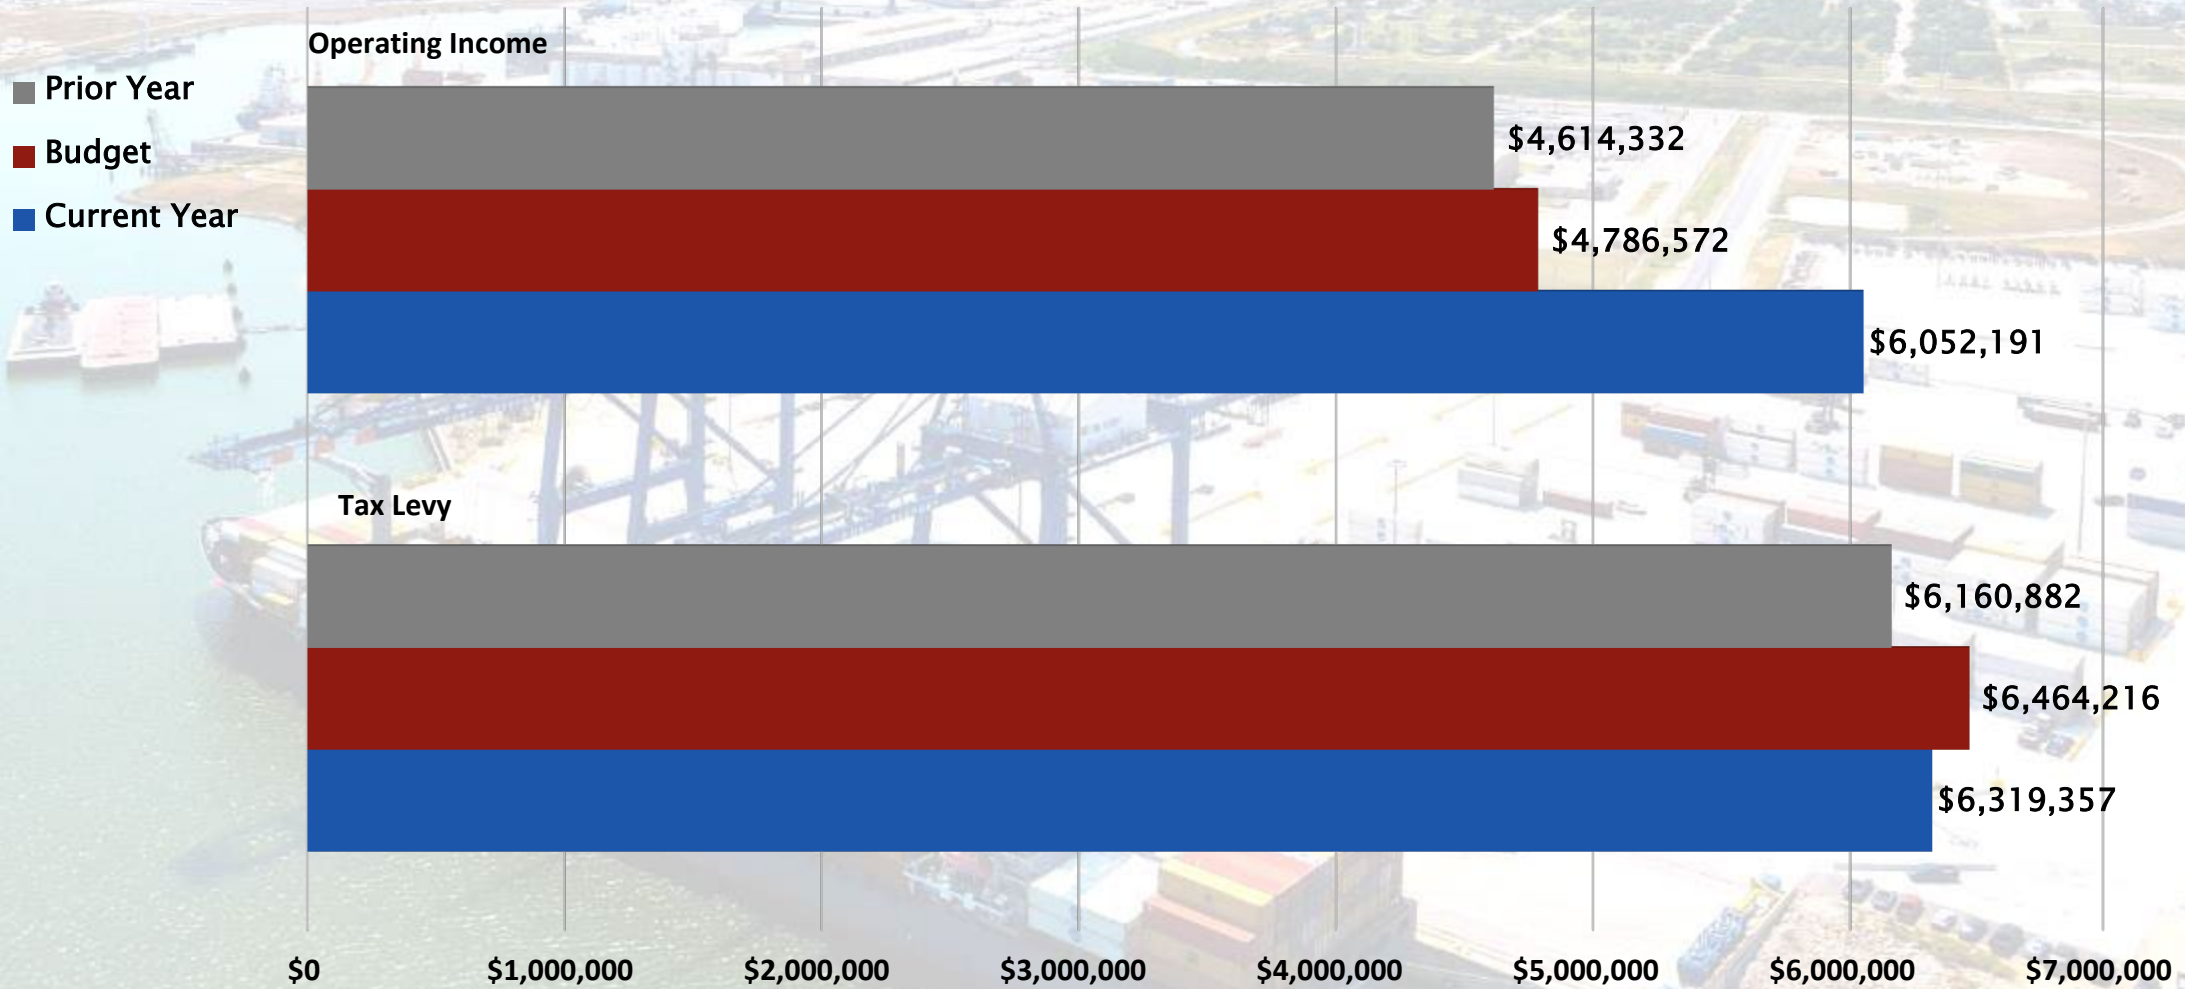 Operating Income
Prior Year
Budget
Current Year
$4,614,332
$4,786,572
$6,052,191
Tax Levy
$6,160,882
$6,464,216
$6,319,357
$0 $1,000,000 $2,000,000 $3,000,000 $4,000,000 $5,000,000 $6,000,000 $7,000,000